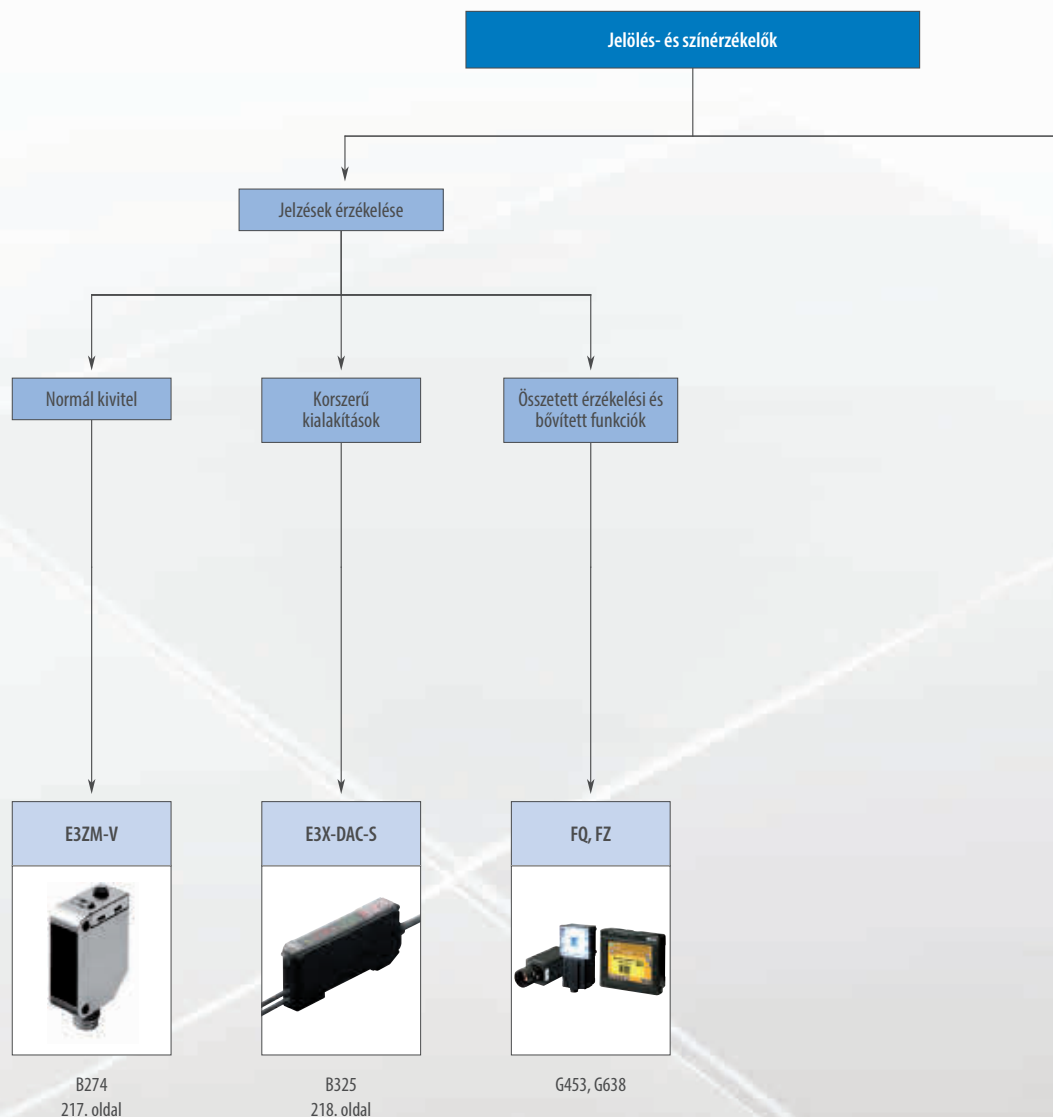 Jelölés- és színérzékelők
Jelzések érzékelése
Normál kivitel
Korszerű
kialakítások
Összetett érzékelési és
bővített funkciók
E3ZM-V
E3X-DAC-S
FQ, FZ
B274
217. oldal
B325
218. oldal
G453, G638